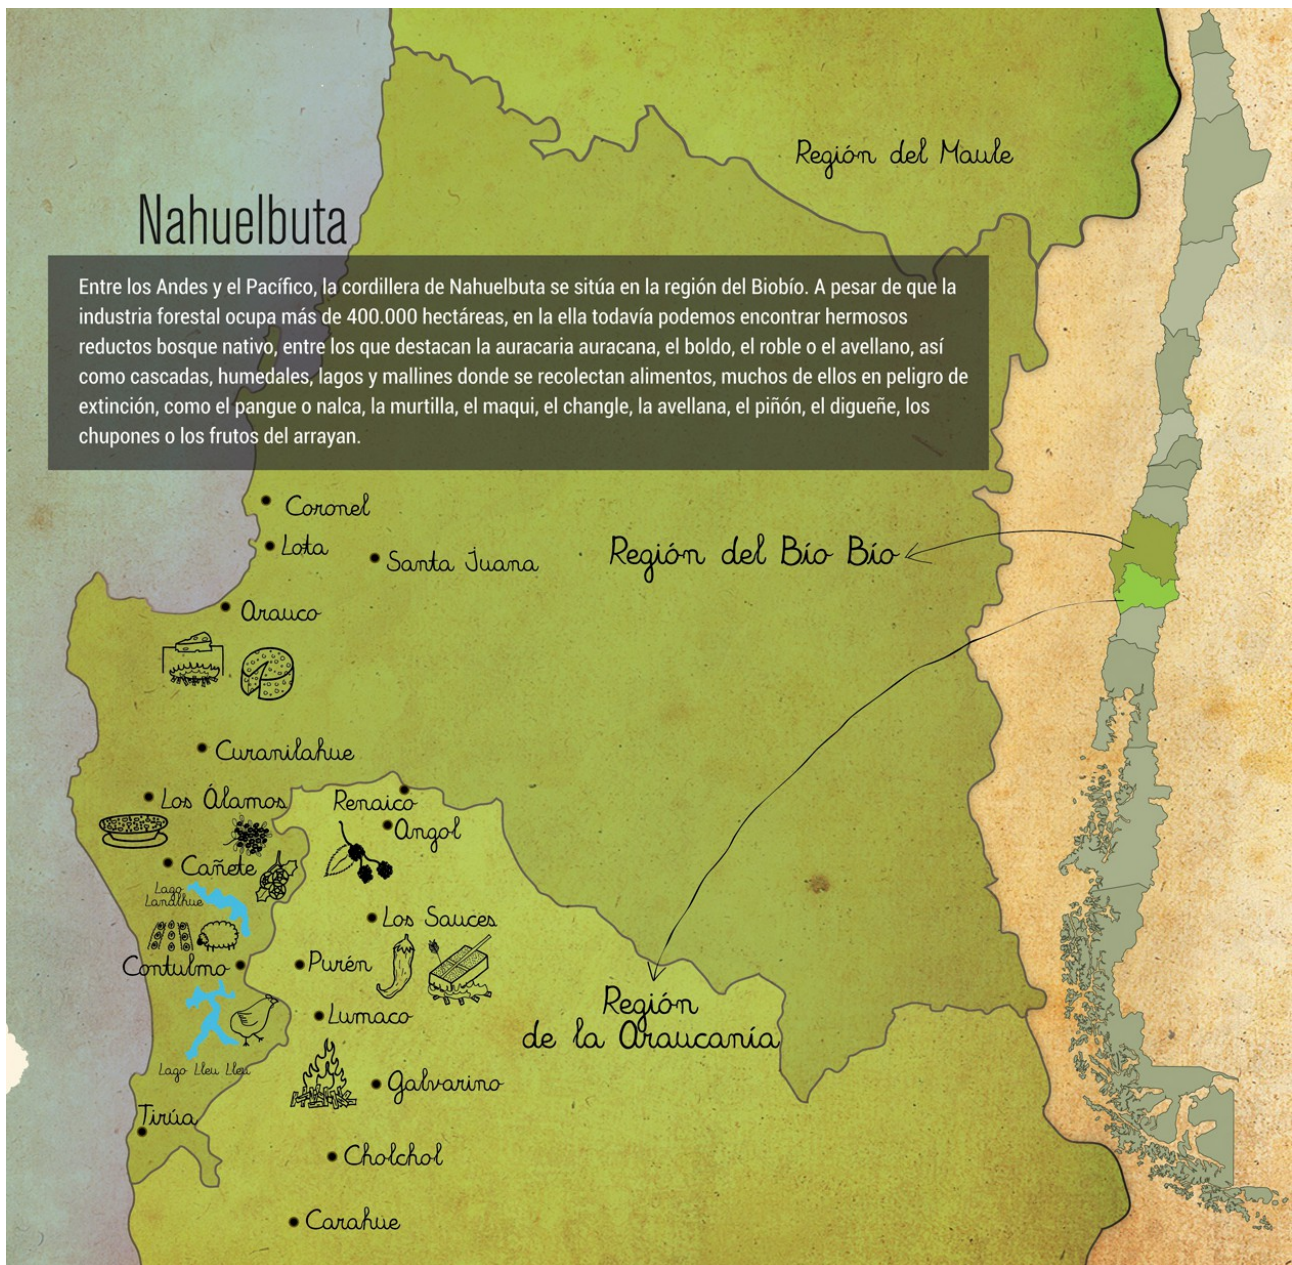 Región del Maule
Nahuelbuta
Entre los Andes y el Pacífico, la cordillera de Nahuelbuta se sitúa en la región del Biobío. A pesar de que la
industria forestal ocupa más de 400.000 hectáreas, en la ella todavía podemos encontrar hermosos
reductos bosque nativo, entre los que destacan la auracaria auracana, el boldo, el roble o el avellano, así
como cascadas, humedales, lagos y mallines donde se recolectan alimentos, muchos de ellos en peligro de
extinción, como el pangue o nalca, la murtilla, el maqui, el changle, la avellana, el piñón, el digueñe, los
chupones o los frutos del arrayan.
Coronel
Lota
Santa Juana
Región del Bío Bío
Arauco
Curanilahue
Los Álamos
Renaico
Angol
Cañete
Lago
Lanalhue
Los Sauces
Contulmo
Purén
Lumaco
Región
de la Araucanía
Lago Lleu Lleu
Galvarino
Tirúa
Cholchol
Carahue